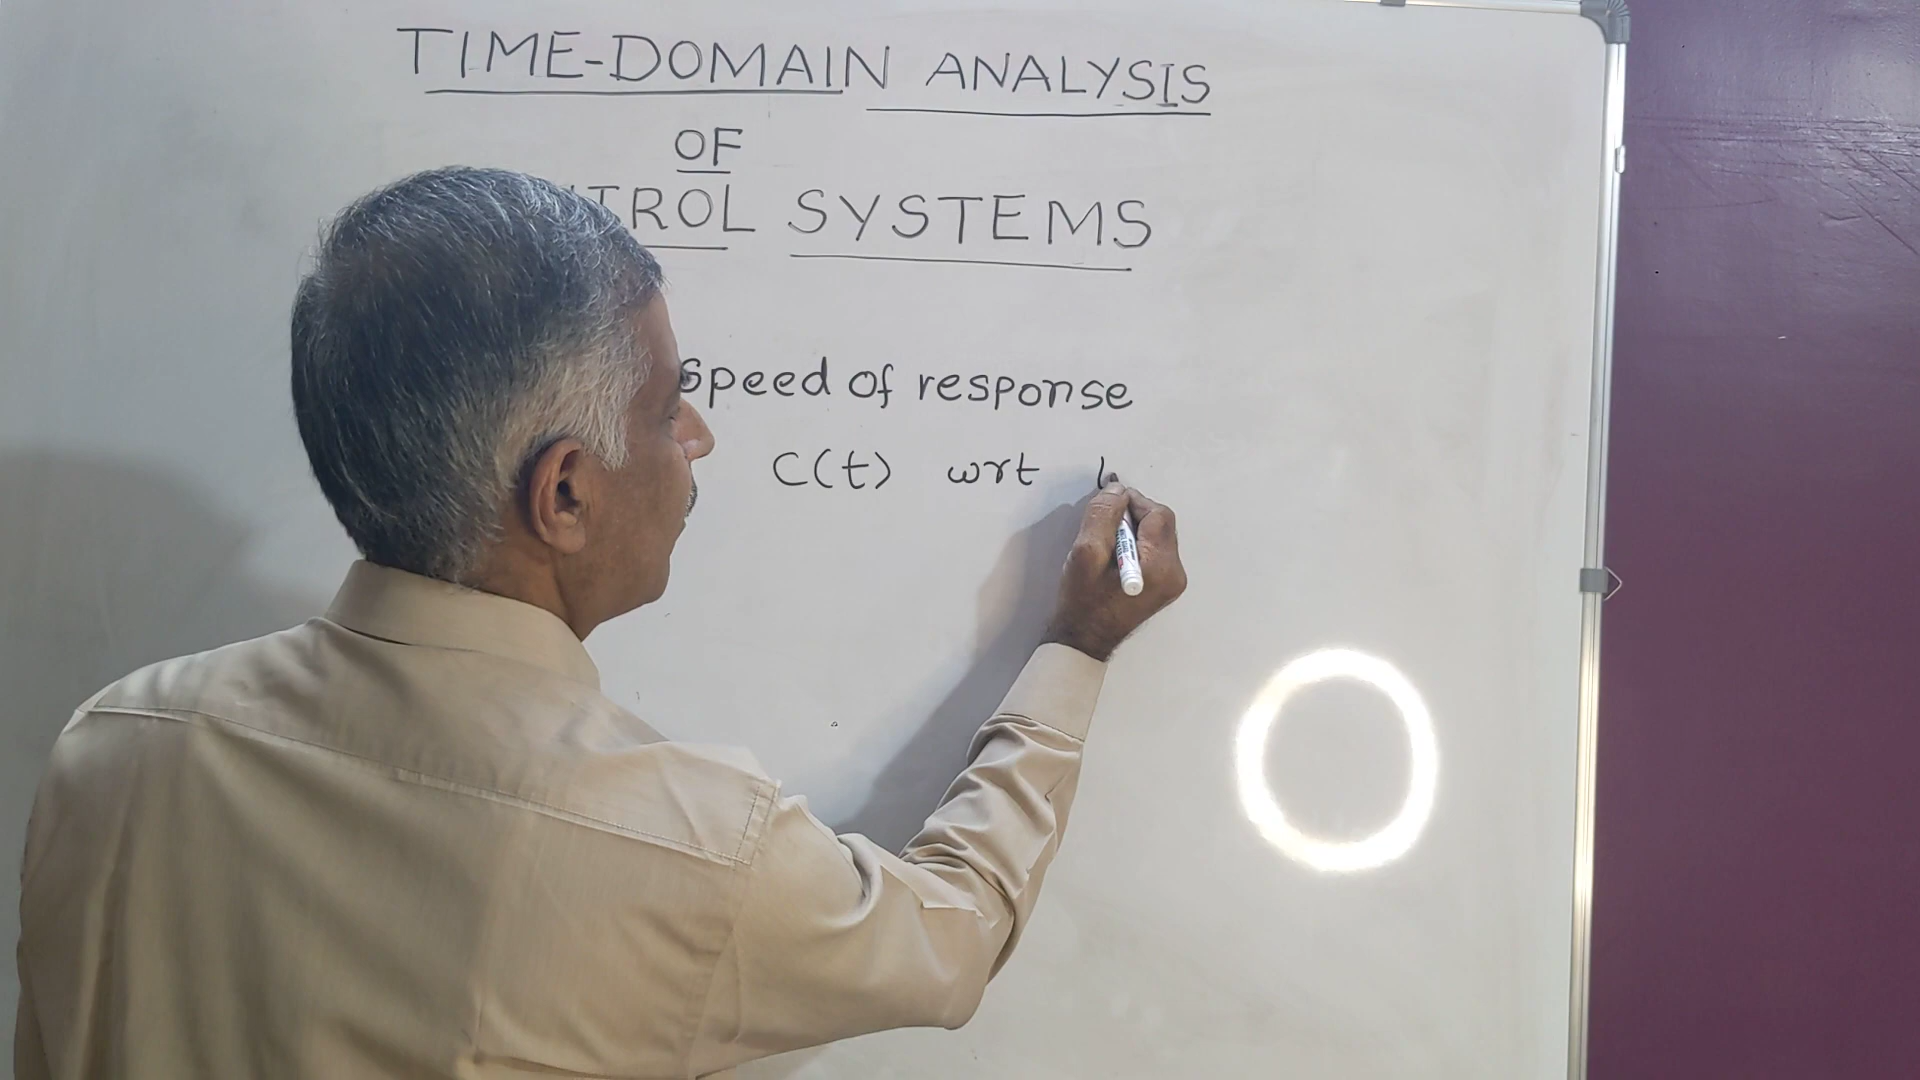 TIME-DOMAIN ANALYSIS
OF
TROL SYSTEMS
speed of response
C(t) wrt